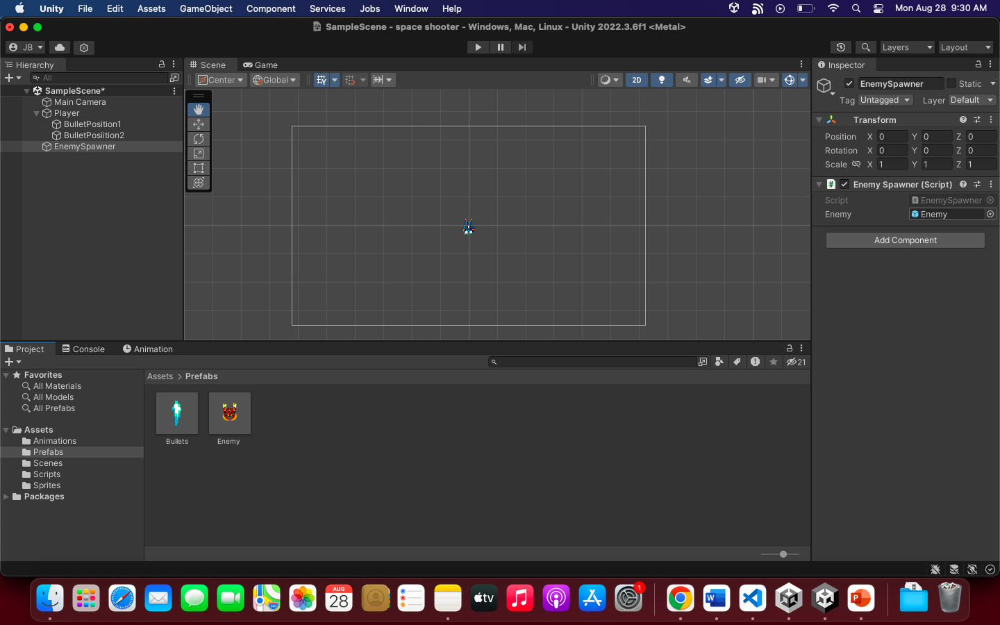 Unity File Edit Assets GameObject Component Services Jobs Window Help Mon Aug 28 9:30 AM
SampleScene - space shooter - Windows, Mac, Linux - Unity 2022.3.6f1 <Metal>
JB Layers Layout
Hierarchy
All
SampleScene*
Main Camera
Player
BulletPosition1
BulletPosiition2
EnemySpawner
Scene Game
Center Global 2D
Inspector
EnemySpawner Static
Tag Untagged Layer Default
Transform
Position X 0 Y 0 Z 0
Rotation X 0 Y 0 Z 0
Scale X 1 Y 1 Z 1
Enemy Spawner (Script)
Script EnemySpawner
Enemy Enemy
Add Component
Project Console Animation
21
Favorites
All Materials
All Models
All Prefabs
Assets
Animations
Prefabs
Scenes
Scripts
Sprites
Packages
Assets > Prefabs
Bullets Enemy
AUG
28
tv
1
W
P